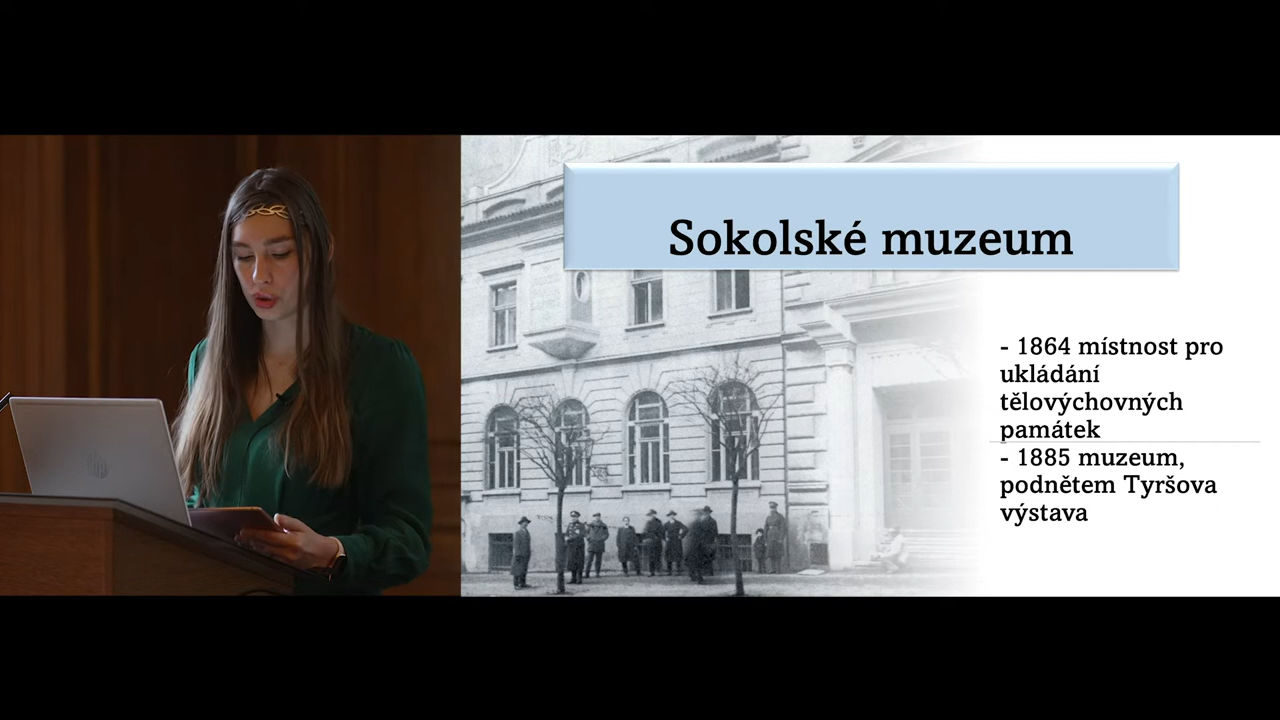 Sokolské muzeum
- 1864 místnost pro
ukládání
tělovýchovných
památek
- 1885 muzeum,
podnětem Tyršova
výstava